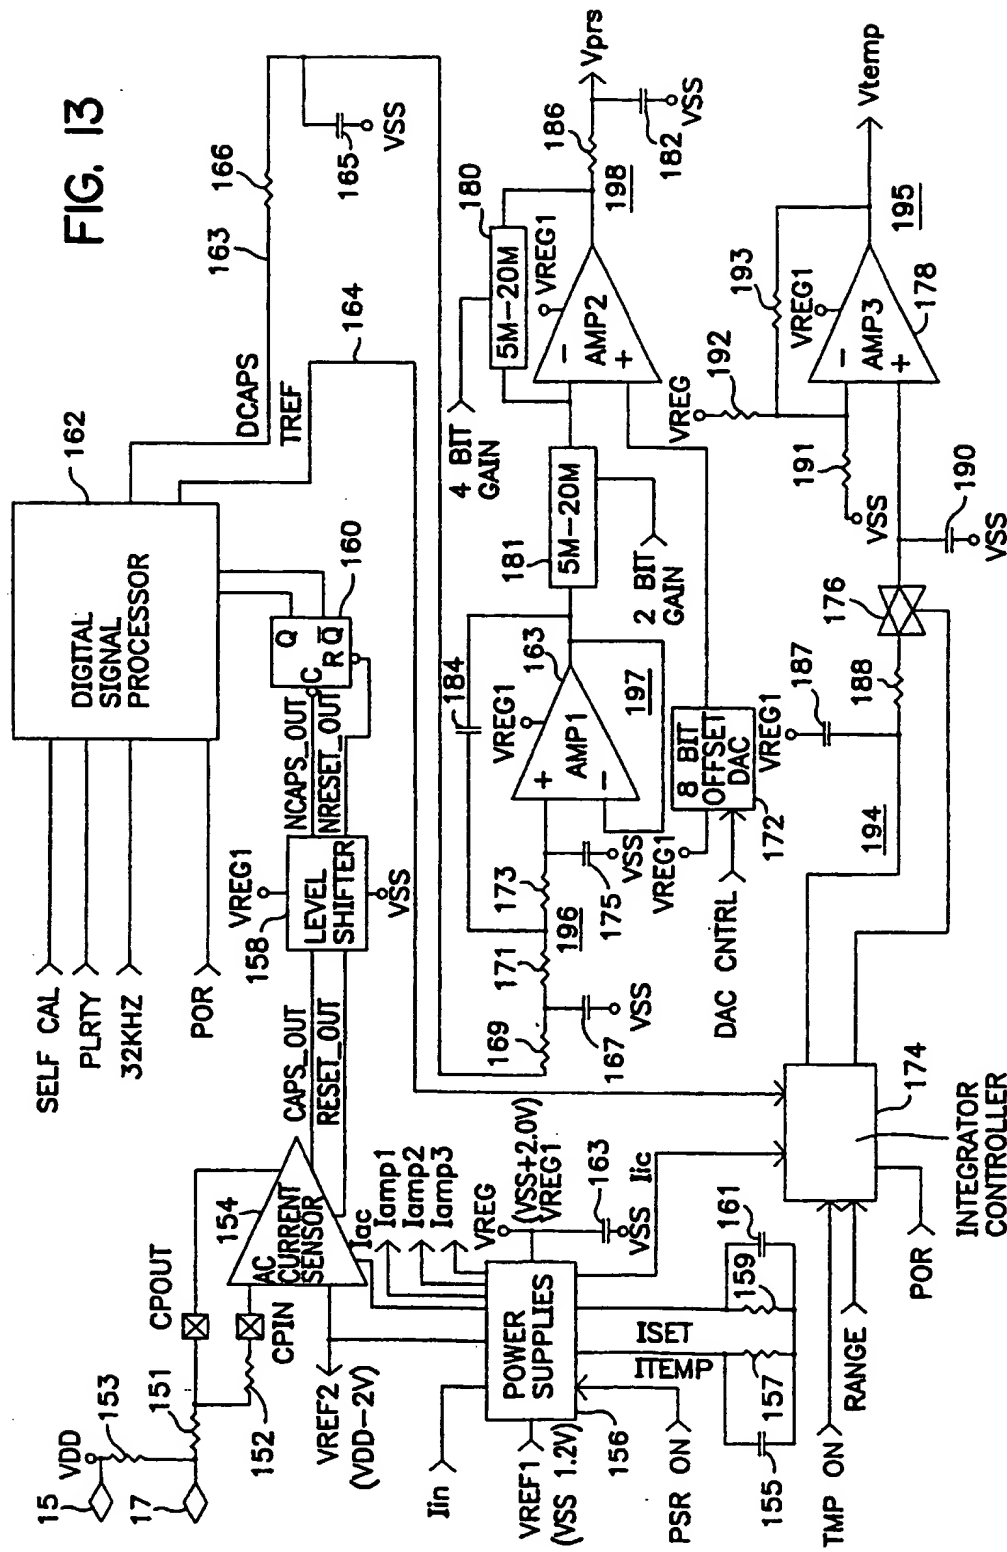 FIG. 13
SELF CAL
PLRTY
32KHZ
POR
DIGITAL
SIGNAL
PROCESSOR
162
DCAPS
TREF
163
166
164
165
VSS
15
17
VDD
153
151
152
CPOUT
CPIN
154
AC
CURRENT
SENSOR
CAPS_OUT
RESET_OUT
158
VREG1
LEVEL
SHIFTER
VSS
NCAPS_OUT
NRESET_OUT
C
R
Q
Q̅
160
VREF2
(VDD-2V)
Iac
Iamp1
Iamp2
Iamp3
Iin
VREF1
(VSS 1.2V)
POWER
SUPPLIES
156
PSR ON
VREG
(VSS+2.0V)
VREG1
163
VSS
Iic
ISET
ITEMP
155
157
159
161
169
167
VSS
171
196
173
175
VSS
184
VREG1
163
+
AMP1
-
197
181
5M-20M
2 BIT
GAIN
4 BIT
GAIN
5M-20M
180
VREG1
-
AMP2
+
198
186
Vprs
182
VSS
DAC CNTRL
VREG1
8 BIT
OFFSET
DAC
172
TMP ON
RANGE
POR
INTEGRATOR
CONTROLLER
174
194
VREG1
187
188
176
190
VSS
VSS
191
VREG
192
193
VREG1
-
AMP3
+
178
195
Vtemp